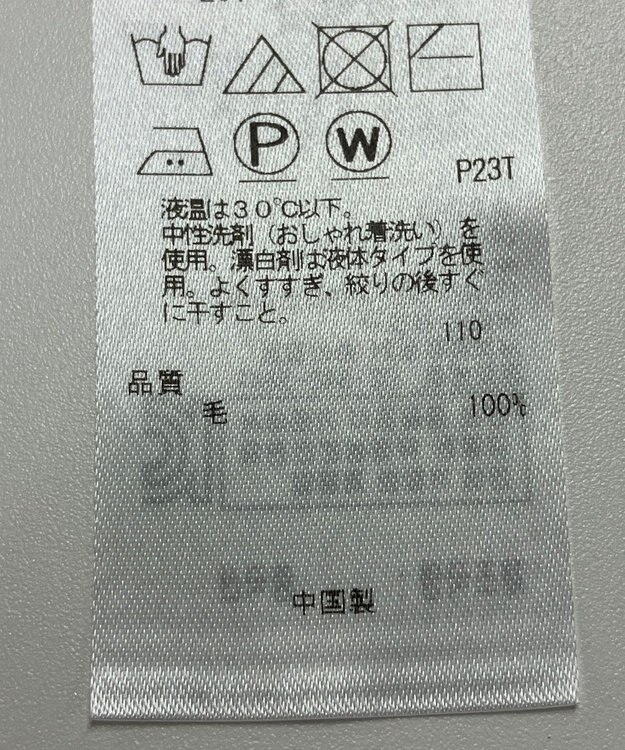 P
W
P23T
液温は30℃以下。
中性洗剤(おしゃれ着洗い)を
使用。漂白剤は液体タイプを使
用。よくすすぎ、絞りの後すぐ
に干すこと。
110
品質
毛 100%
中国製